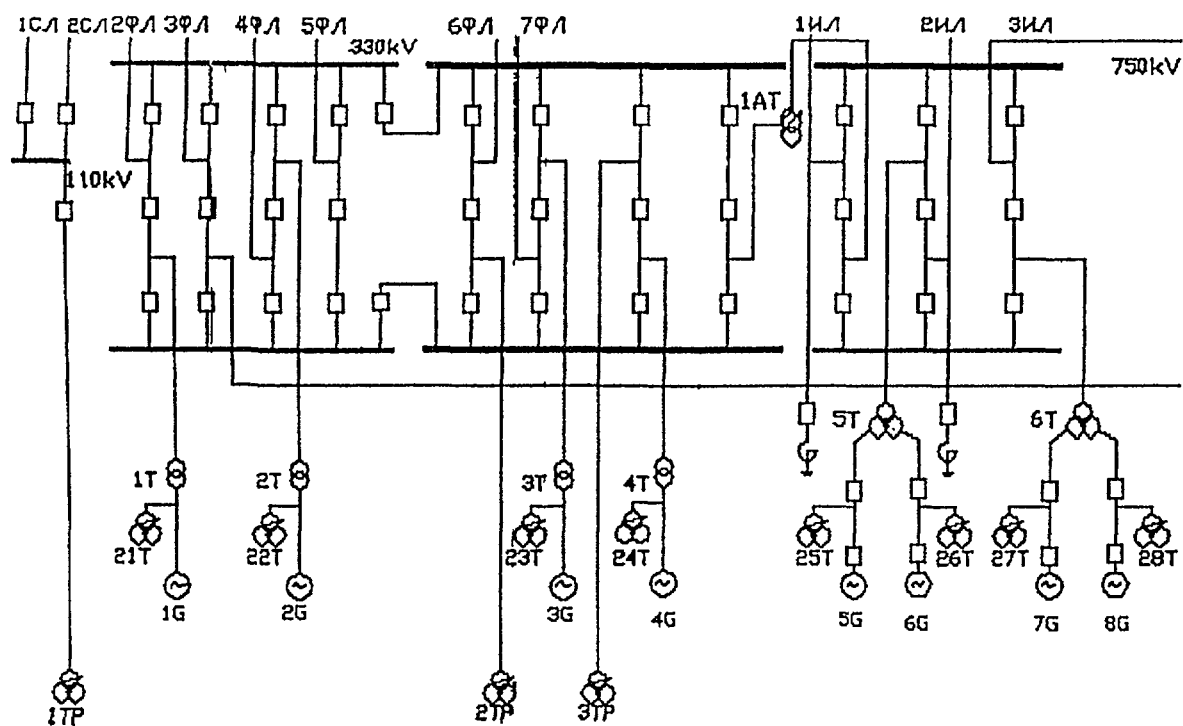 1СЛ 2СЛ 2ФЛ 3ФЛ 4ФЛ 5ФЛ 6ФЛ 7ФЛ 1ИЛ 2ИЛ 3ИЛ
330kV
750kV
1АТ
110kV
1T 2T 3T 4T 5T 6T
21T 22T 23T 24T 25T 26T 27T 28T
1G 2G 3G 4G 5G 6G 7G 8G
1TP 2TP 3TP